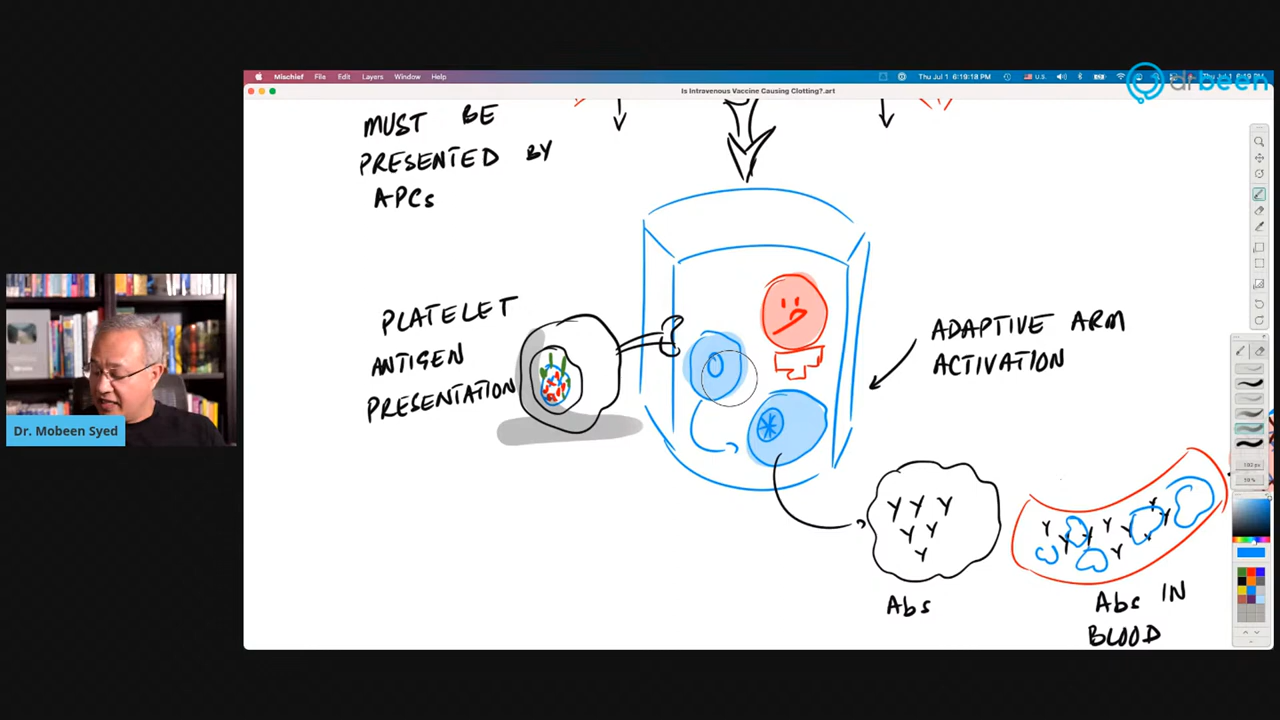 Mischief File Edit Layers Window Help
Thu Jul 1 6:19:18 PM
U.S.
drbeen
Is Intravenous Vaccine Causing Clotting?.art
MUST BE
PRESENTED BY
APCs
PLATELET
ANTIGEN
PRESENTATION
ADAPTIVE ARM
ACTIVATION
Dr. Mobeen Syed
Abs
Abs IN
BLOOD